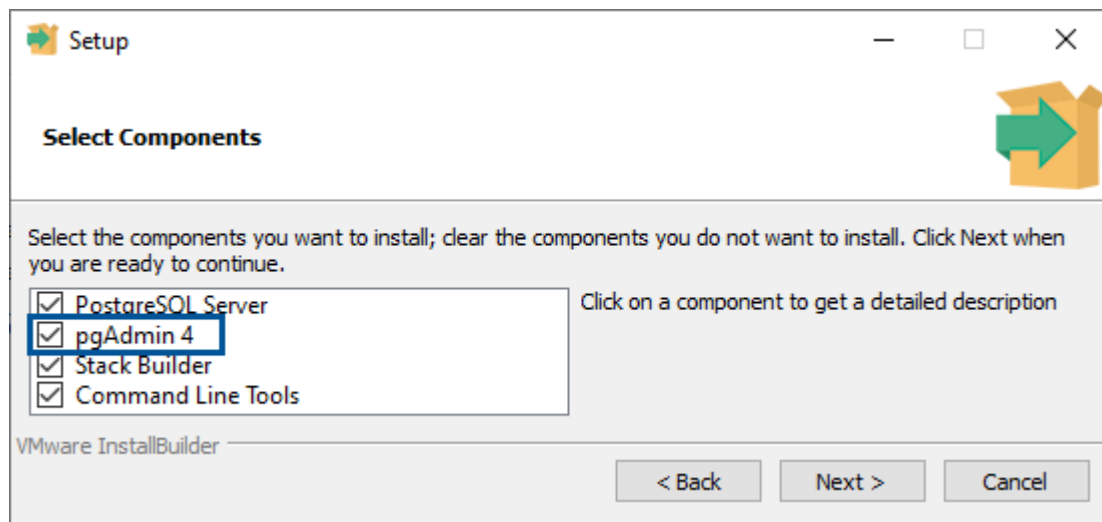 Setup
Select Components
Select the components you want to install; clear the components you do not want to install. Click Next when
you are ready to continue.
PostgreSQL Server
Click on a component to get a detailed description
pgAdmin 4
Stack Builder
Command Line Tools
VMware InstallBuilder
< Back
Next >
Cancel